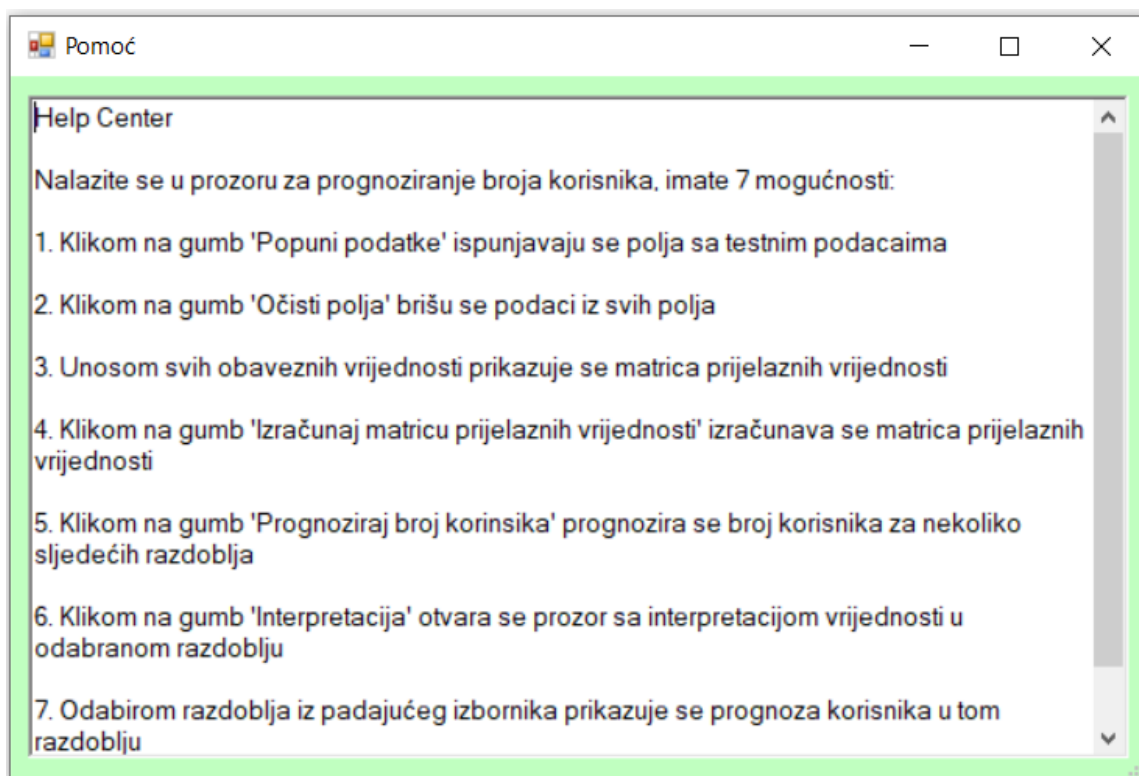 Pomoć
Help Center
Nalazite se u prozoru za prognoziranje broja korisnika, imate 7 mogućnosti:
1. Klikom na gumb 'Popuni podatke' ispunjavaju se polja sa testnim podacaima
2. Klikom na gumb 'Očisti polja' brišu se podaci iz svih polja
3. Unosom svih obaveznih vrijednosti prikazuje se matrica prijelaznih vrijednosti
4. Klikom na gumb 'Izračunaj matricu prijelaznih vrijednosti' izračunava se matrica prijelaznih
vrijednosti
5. Klikom na gumb 'Prognoziraj broj korinsika' prognozira se broj korisnika za nekoliko
sljedećih razdoblja
6. Klikom na gumb 'Interpretacija' otvara se prozor sa interpretacijom vrijednosti u
odabranom razdoblju
7. Odabirom razdoblja iz padajućeg izbornika prikazuje se prognoza korisnika u tom
razdoblju